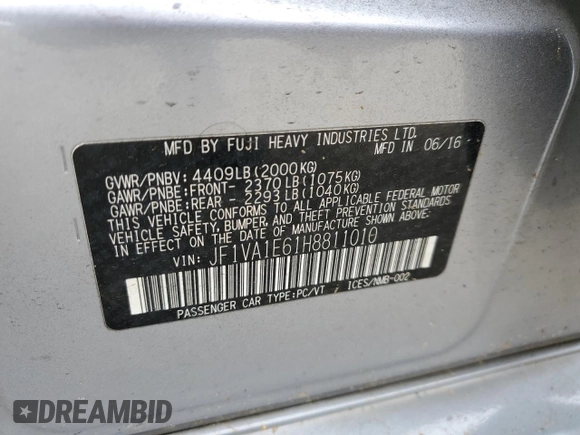 MFD BY FUJI HEAVY INDUSTRIES LTD.
MFD IN 06/16
GVWR/PNBV: 4409LB(2000KG)
GAWR/PNBE:FRONT- 2370LB(1075KG)
GAWR/PNBE:REAR - 2293LB(1040KG)
THIS VEHICLE CONFORMS TO ALL APPLICABLE FEDERAL MOTOR
VEHICLE SAFETY, BUMPER, AND THEFT PREVENTION STANDARDS
IN EFFECT ON THE DATE OF MANUFACTURE SHOWN ABOVE.
VIN: JF1VA1E61H8811010
PASSENGER CAR TYPE:PC/VT ICES/NMB-002
DREAMBID